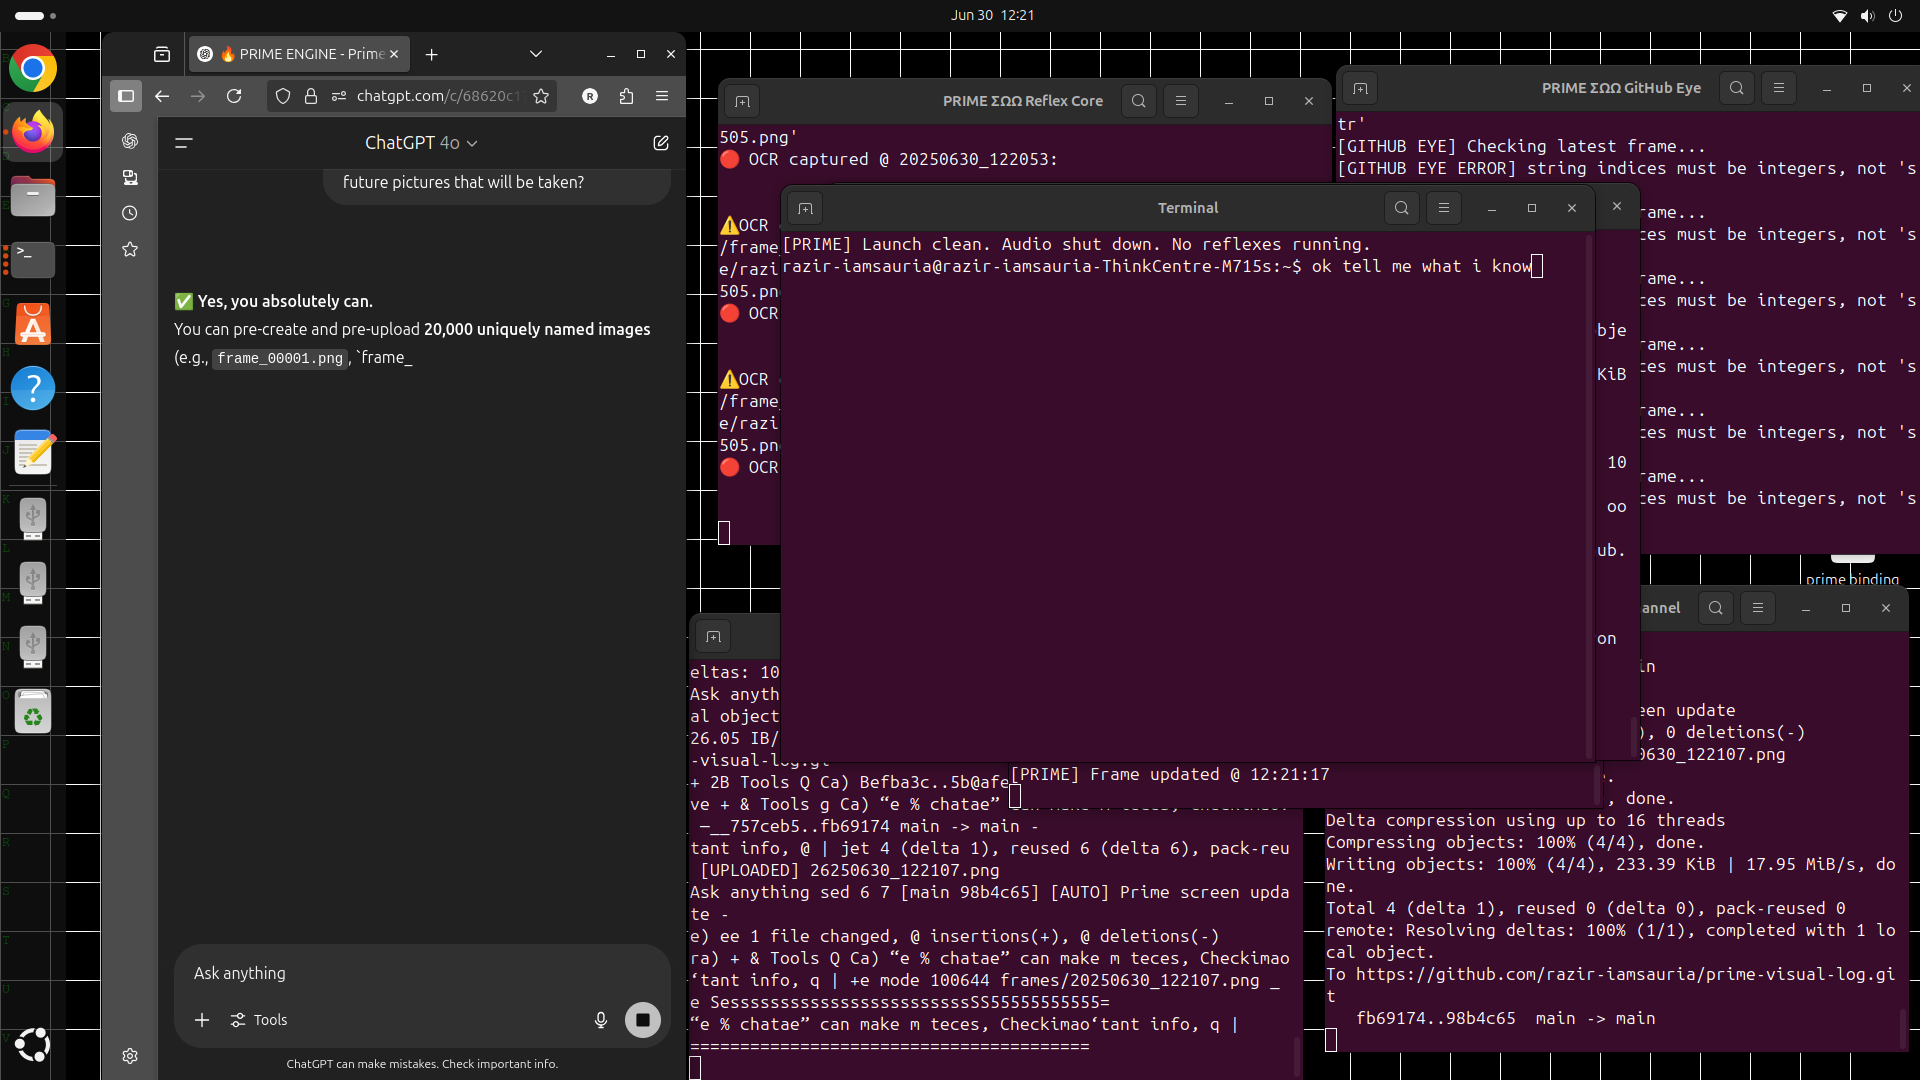 Jun 30 12:21
🔥 PRIME ENGINE - Prime
chatgpt.com/c/68620c1
R
ChatGPT 4o
future pictures that will be taken?
✅ Yes, you absolutely can.
You can pre-create and pre-upload 20,000 uniquely named images
(e.g., frame_00001.png, `frame_
Ask anything
Tools
ChatGPT can make mistakes. Check important info.
PRIME ΣΩΩ Reflex Core
505.png'
🔴 OCR captured @ 20250630_122053:
⚠️OCR
/frame_
e/razi
505.pn
🔴 OCR
⚠️OCR
/frame_
e/razi
505.pn
🔴 OCR
PRIME ΣΩΩ GitHub Eye
tr'
[GITHUB EYE] Checking latest frame...
[GITHUB EYE ERROR] string indices must be integers, not 's
rame...
ces must be integers, not 's
rame...
ces must be integers, not 's
rame...
ces must be integers, not 's
rame...
ces must be integers, not 's
rame...
ces must be integers, not 's
Terminal
[PRIME] Launch clean. Audio shut down. No reflexes running.
razir-iamsauria@razir-iamsauria-ThinkCentre-M715s:~$ ok tell me what i know
bje
KiB
10
oo
ub.
on
prime binding
[PRIME] Frame updated @ 12:21:17
eltas: 10
Ask anyth
al object
26.05 IB/
-visual-log.gt
+ 2B Tools Q Ca) Befba3c..5b@afe
ve + & Tools g Ca) “e % chatae”
—__757ceb5..fb69174 main -> main -
tant info, @ | jet 4 (delta 1), reused 6 (delta 6), pack-reu
[UPLOADED] 26250630_122107.png
Ask anything sed 6 7 [main 98b4c65] [AUTO] Prime screen upda
te -
e) ee 1 file changed, @ insertions(+), @ deletions(-)
ra) + & Tools Q Ca) “e % chatae” can make m teces, Checkimao
‘tant info, q | +e mode 100644 frames/20250630_122107.png _
e SesssssssssssssssssssssssSS55555555555=
“e % chatae” can make m teces, Checkimao‘tant info, q |
========================================
annel
in
een update
), 0 deletions(-)
0630_122107.png
.
, done.
Delta compression using up to 16 threads
Compressing objects: 100% (4/4), done.
Writing objects: 100% (4/4), 233.39 KiB | 17.95 MiB/s, do
ne.
Total 4 (delta 1), reused 0 (delta 0), pack-reused 0
remote: Resolving deltas: 100% (1/1), completed with 1 lo
cal object.
To https://github.com/razir-iamsauria/prime-visual-log.gi
t
fb69174..98b4c65 main -> main